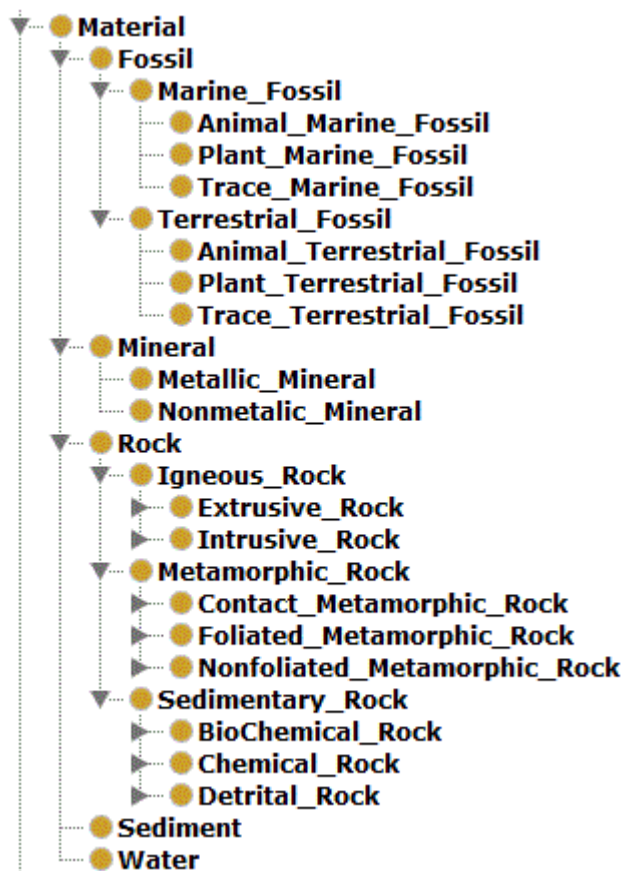 Material
Fossil
Marine_Fossil
Animal_Marine_Fossil
Plant_Marine_Fossil
Trace_Marine_Fossil
Terrestrial_Fossil
Animal_Terrestrial_Fossil
Plant_Terrestrial_Fossil
Trace_Terrestrial_Fossil
Mineral
Metallic_Mineral
Nonmetalic_Mineral
Rock
Igneous_Rock
Extrusive_Rock
Intrusive_Rock
Metamorphic_Rock
Contact_Metamorphic_Rock
Foliated_Metamorphic_Rock
Nonfoliated_Metamorphic_Rock
Sedimentary_Rock
BioChemical_Rock
Chemical_Rock
Detrital_Rock
Sediment
Water